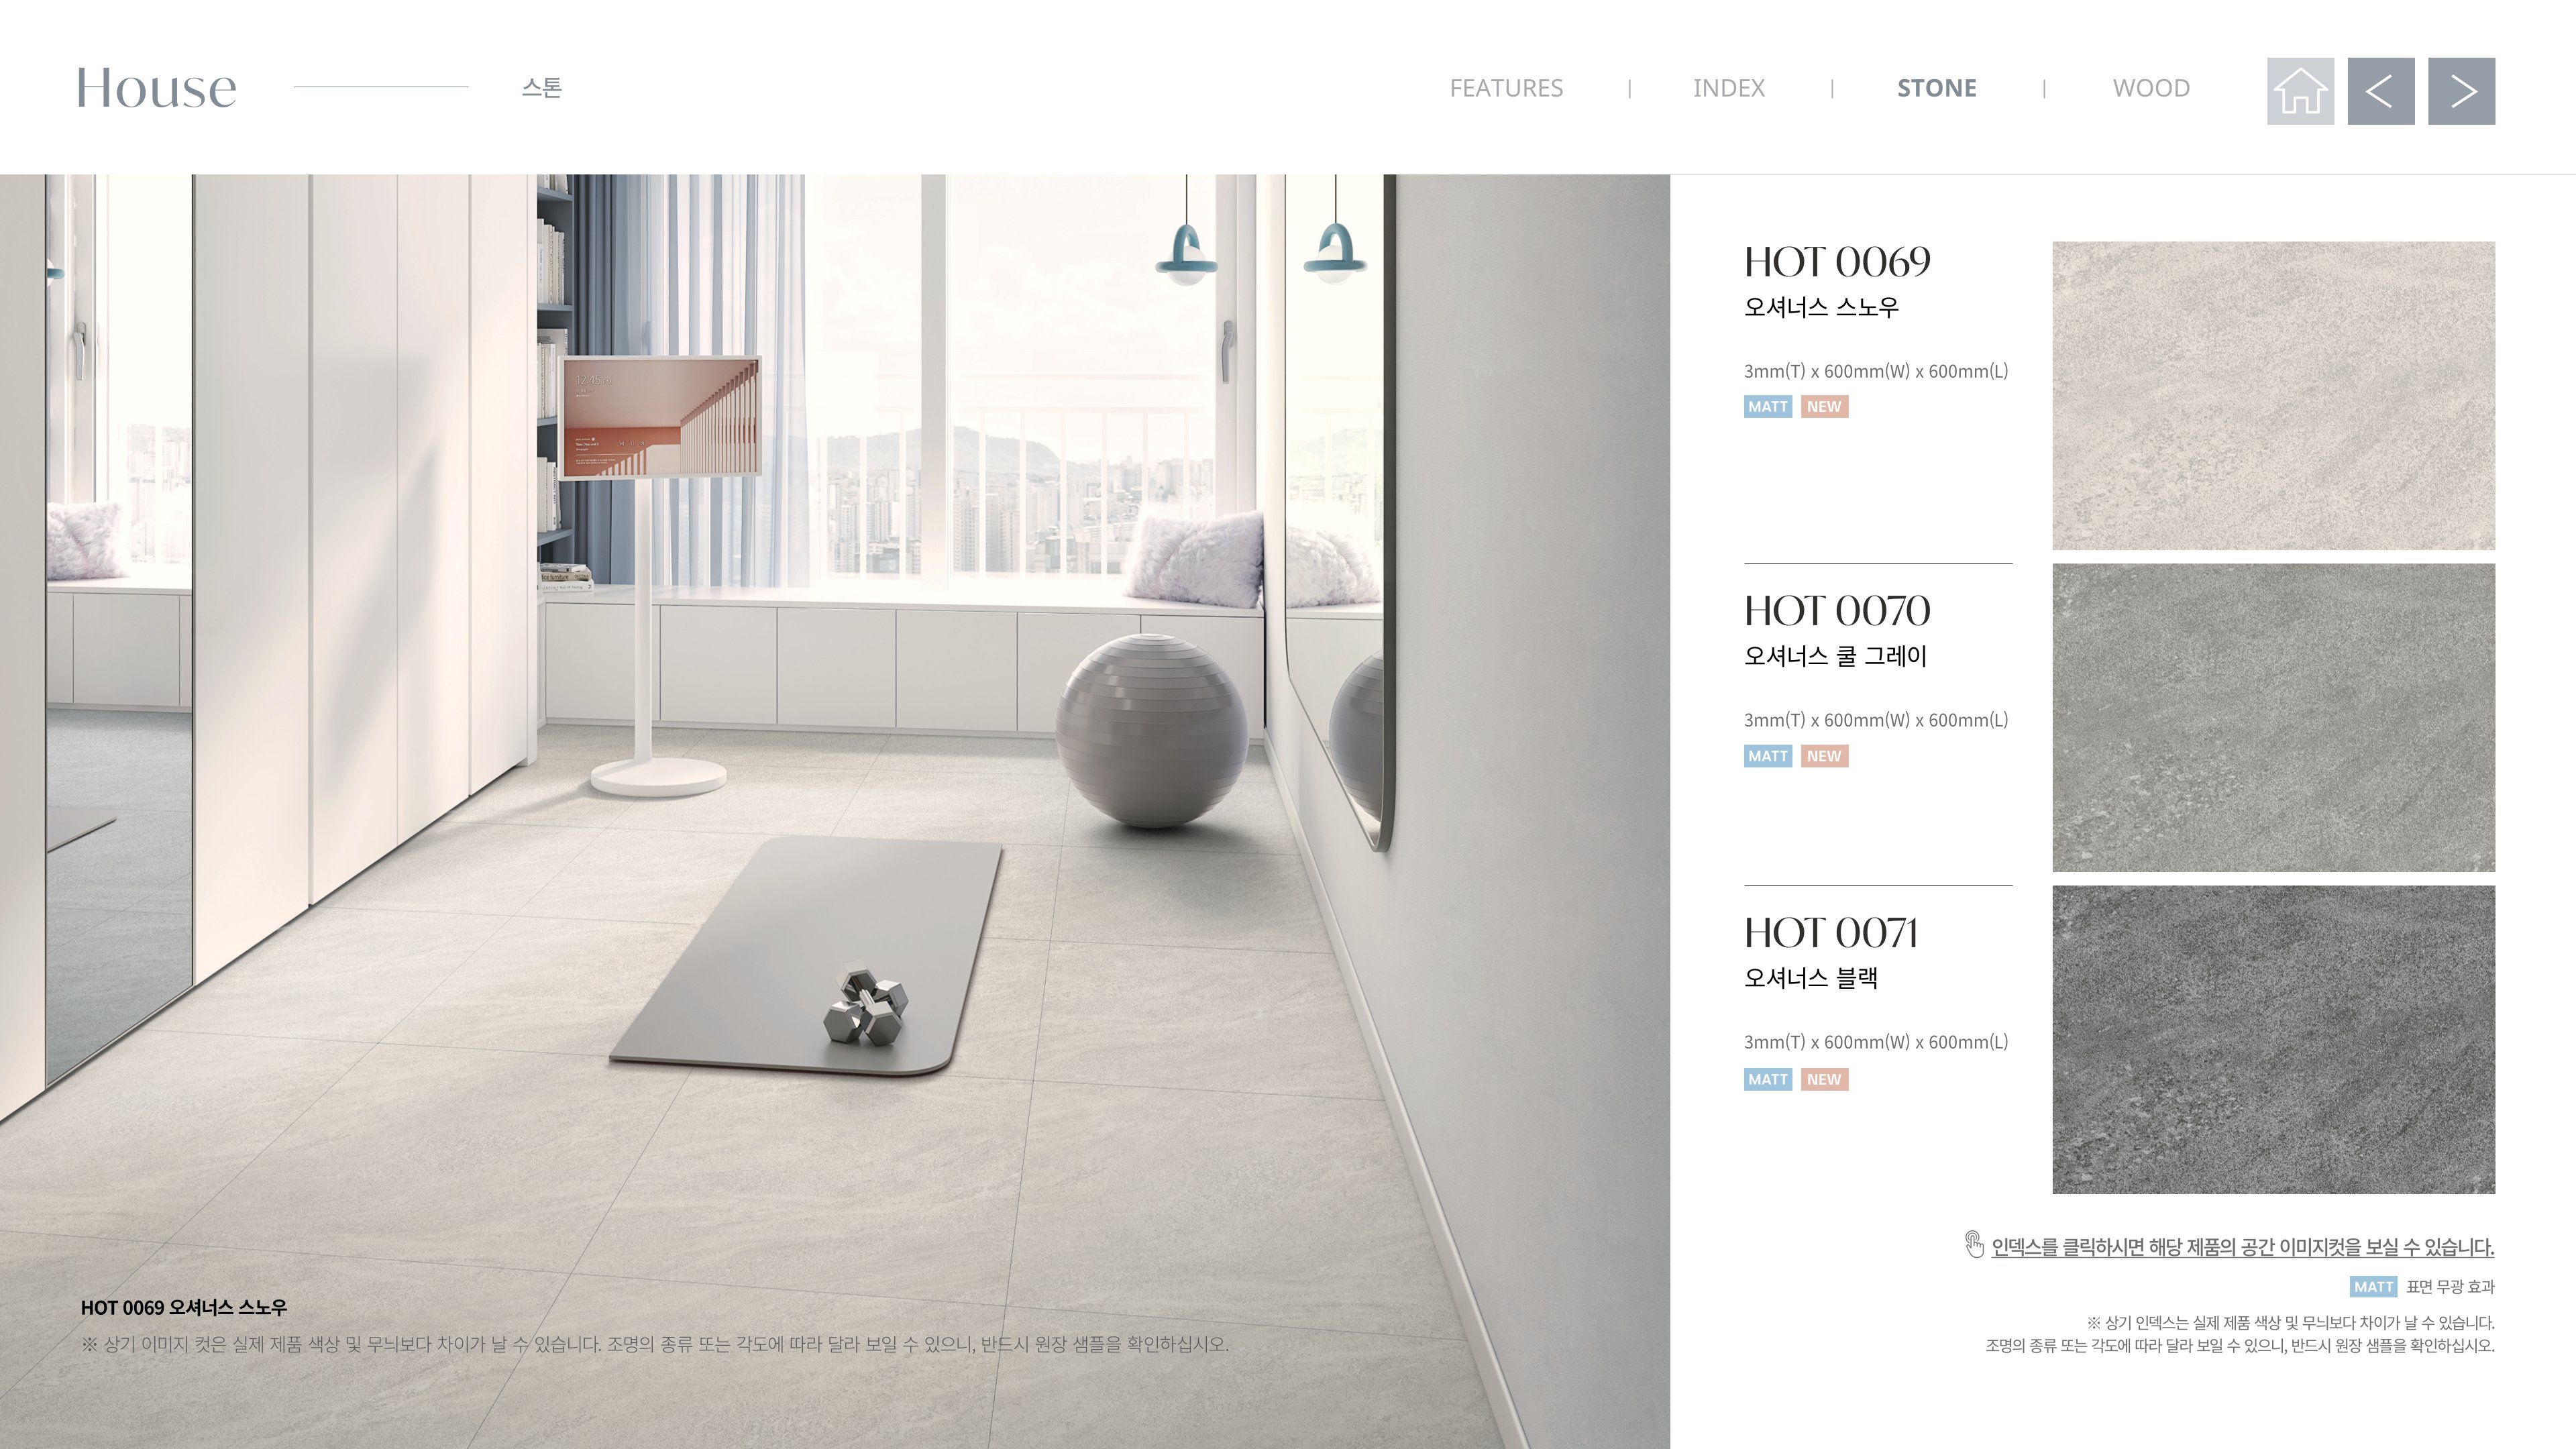 House
스톤
FEATURES | INDEX | STONE | WOOD
HOT 0069
오셔너스 스노우
3mm(T) x 600mm(W) x 600mm(L)
MATT NEW
HOT 0070
오셔너스 쿨 그레이
3mm(T) x 600mm(W) x 600mm(L)
MATT NEW
HOT 0071
오셔너스 블랙
3mm(T) x 600mm(W) x 600mm(L)
MATT NEW
인덱스를 클릭하시면 해당 제품의 공간 이미지컷을 보실 수 있습니다.
MATT 표면 무광 효과
※ 상기 인덱스는 실제 제품 색상 및 무늬보다 차이가 날 수 있습니다.
조명의 종류 또는 각도에 따라 달라 보일 수 있으니, 반드시 원장 샘플을 확인하십시오.
12:45
HOT 0069 오셔너스 스노우
※ 상기 이미지 컷은 실제 제품 색상 및 무늬보다 차이가 날 수 있습니다. 조명의 종류 또는 각도에 따라 달라 보일 수 있으니, 반드시 원장 샘플을 확인하십시오.